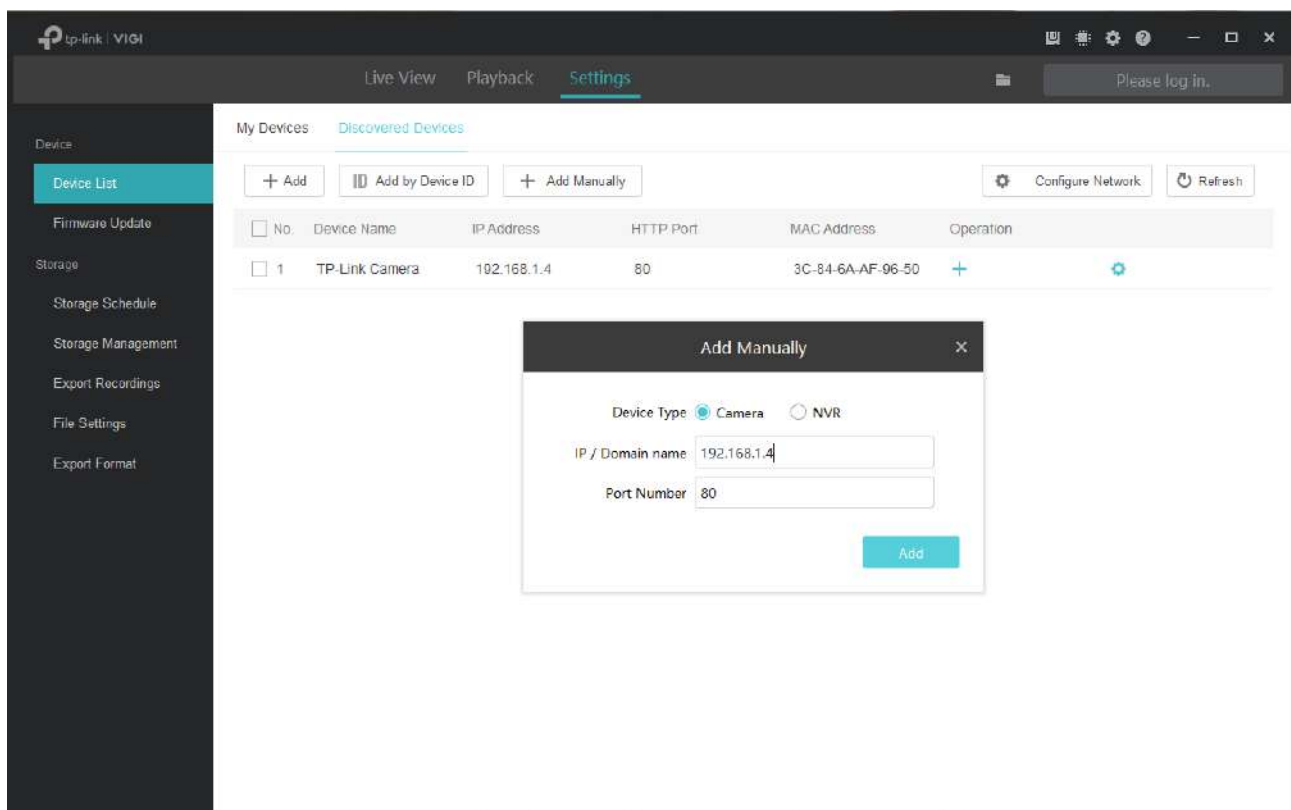 tp-link | VIGI
Live View Playback Settings Please log in.
Device
Device List
Firmware Update
Storage
Storage Schedule
Storage Management
Export Recordings
File Settings
Export Format
My Devices Discovered Devices
+ Add Add by Device ID + Add Manually Configure Network Refresh
No. Device Name IP Address HTTP Port MAC Address Operation
1 TP-Link Camera 192.168.1.4 80 3C-84-6A-AF-96-50 +
Add Manually
Device Type Camera NVR
IP / Domain name 192.168.1.4
Port Number 80
Add